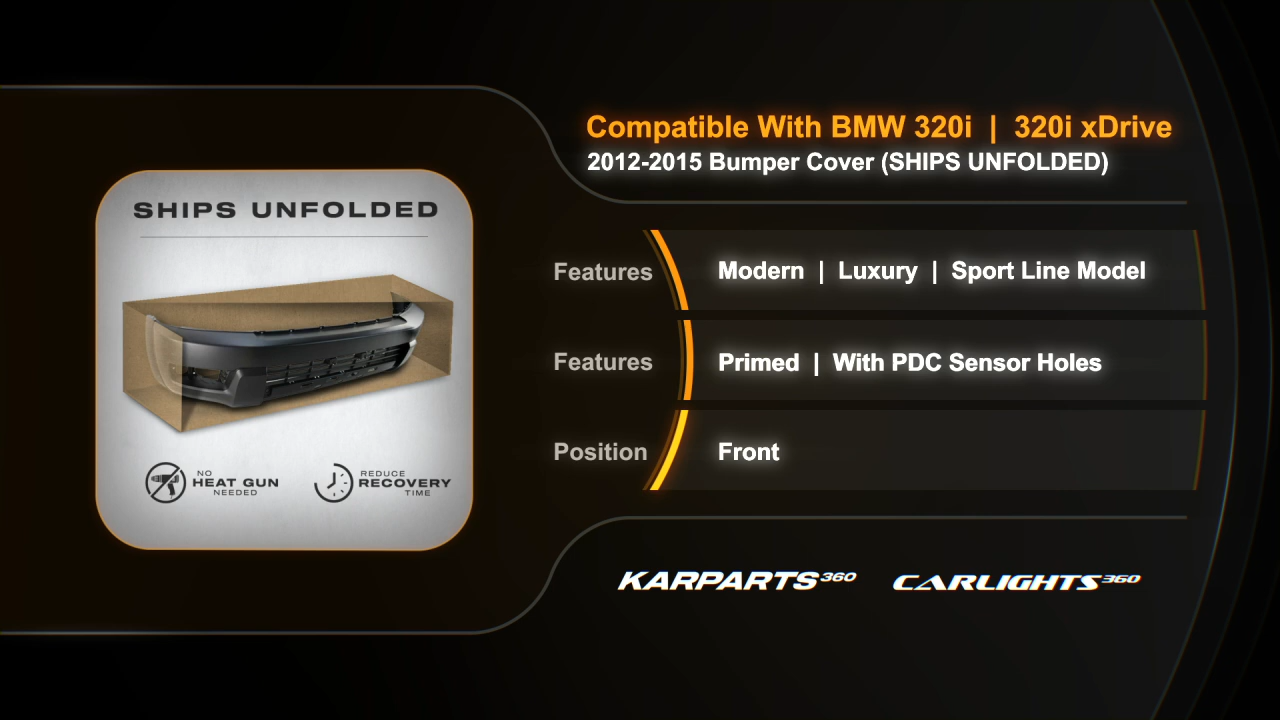 SHIPS UNFOLDED
NO
HEAT GUN
NEEDED
REDUCE
RECOVERY
TIME
Compatible With BMW 320i | 320i xDrive
2012-2015 Bumper Cover (SHIPS UNFOLDED)
Features Modern | Luxury | Sport Line Model
Features Primed | With PDC Sensor Holes
Position Front
KARPARTS360 CARLIGHTS360